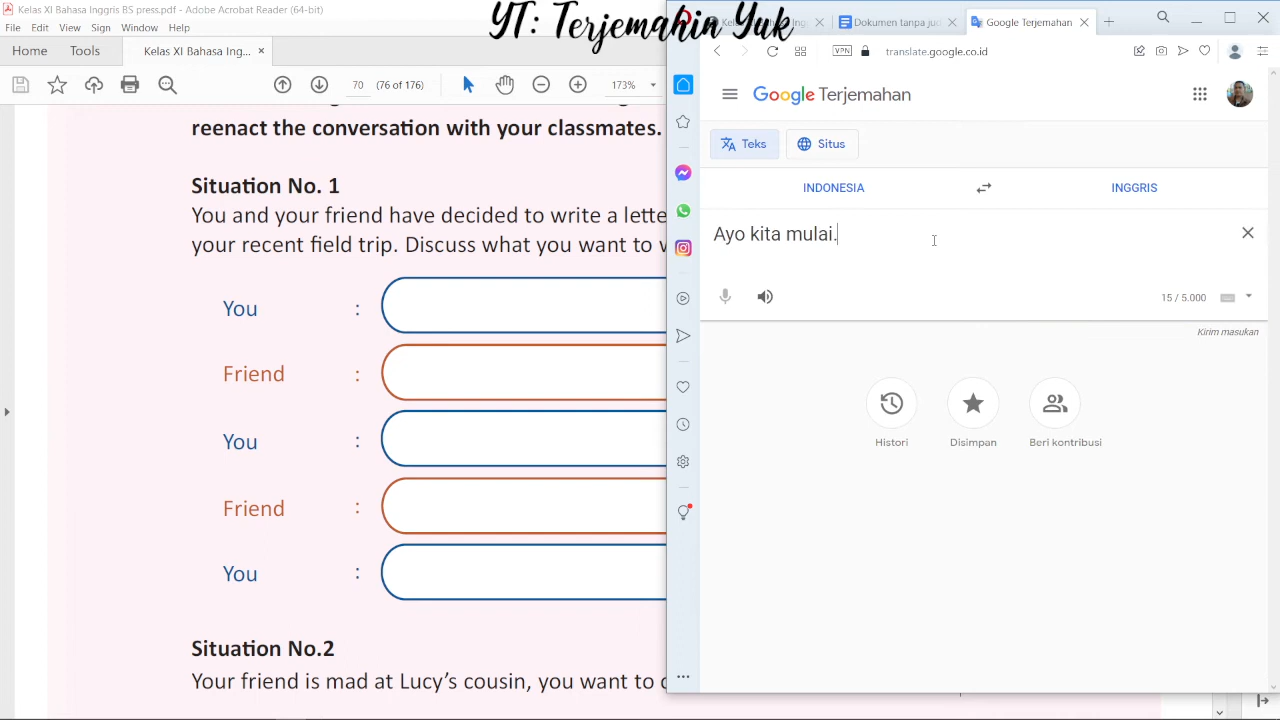 YT: Terjemahin Yuk
Bahasa Inggris BS press.pdf - Adobe Acrobat Reader (64-bit)
File
Sign
Window
Help
Home
Tools
Kelas XI Bahasa Ing...
70
(76 of 176)
173%
reenact the conversation with your classmates.
Situation No. 1
You and your friend have decided to write a lette
your recent field trip. Discuss what you want to
You :
Friend :
You :
Friend :
You :
Situation No.2
Your friend is mad at Lucy's cousin, you want to
Dokumen tanpa jud
Google Terjemahan
VPN
translate.google.co.id
Google Terjemahan
Teks
Situs
INDONESIA
INGGRIS
Ayo kita mulai.
15 / 5.000
Kirim masukan
Histori
Disimpan
Beri kontribusi